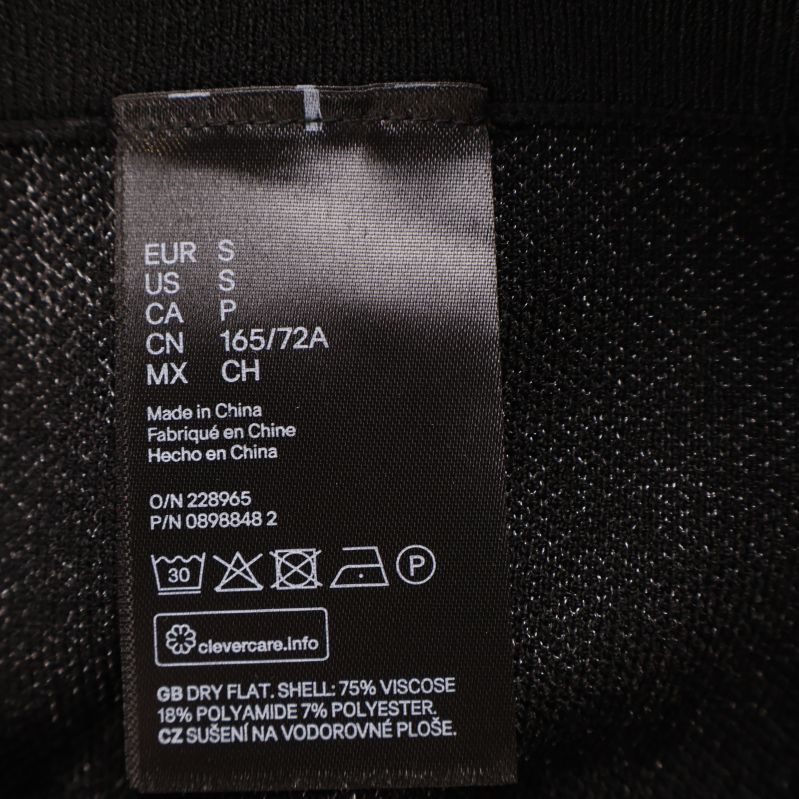 EUR S
US S
CA P
CN 165/72A
MX CH
Made in China
Fabriqué en Chine
Hecho en China
O/N 228965
P/N 0898848 2
30 P
clevercare.info
GB DRY FLAT. SHELL: 75% VISCOSE
18% POLYAMIDE 7% POLYESTER.
CZ SUŠENÍ NA VODOROVNÉ PLOŠE.